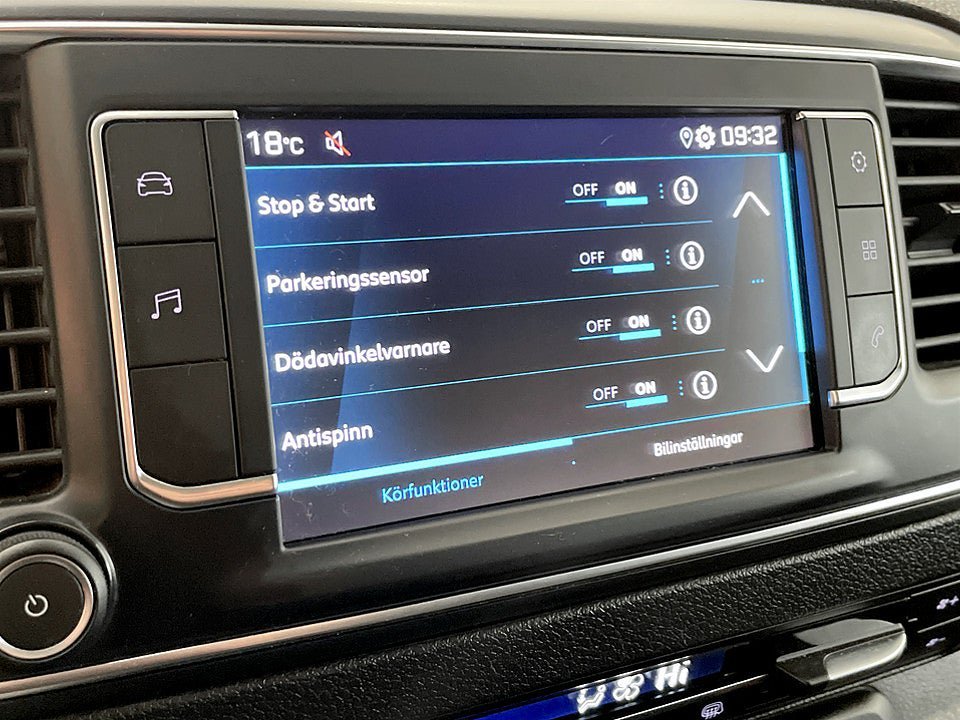 18°C 09:32
Stop & Start OFF ON
Parkeringssensor OFF ON
Dödavinkelvarnare OFF ON
Antispinn OFF ON
Körfunktioner Bilinställningar
Hi